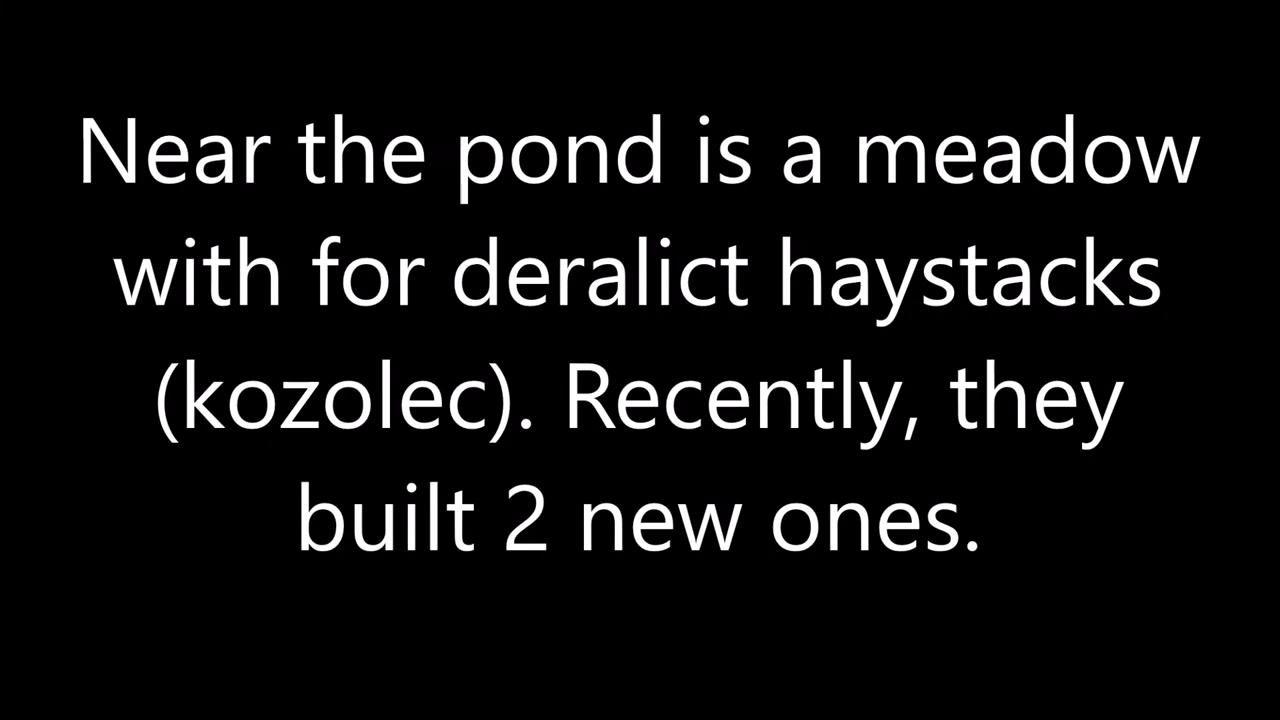 Near the pond is a meadow
with for deralict haystacks
(kozolec). Recently, they
built 2 new ones.